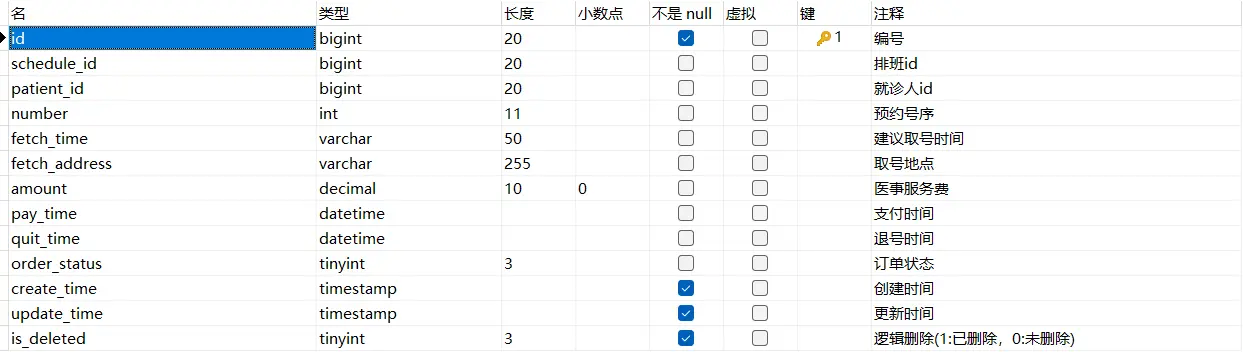 名 类型 长度 小数点 不是 null 虚拟 键 注释
id bigint 20 1 编号
schedule_id bigint 20 排班id
patient_id bigint 20 就诊人id
number int 11 预约号序
fetch_time varchar 50 建议取号时间
fetch_address varchar 255 取号地点
amount decimal 10 0 医事服务费
pay_time datetime 支付时间
quit_time datetime 退号时间
order_status tinyint 3 订单状态
create_time timestamp 创建时间
update_time timestamp 更新时间
is_deleted tinyint 3 逻辑删除(1:已删除，0:未删除)